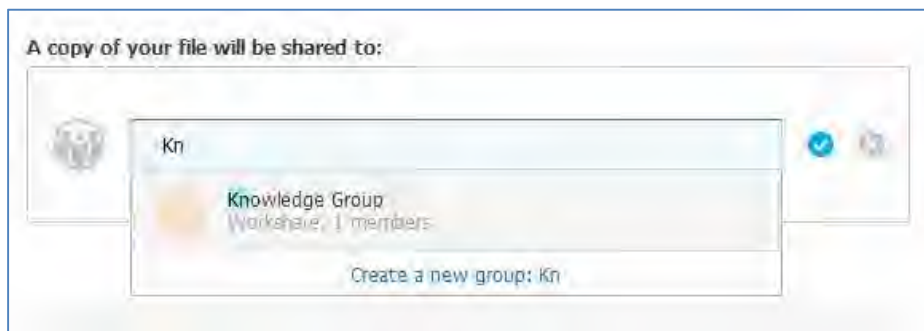 A copy of your file will be shared to:
Kn
Knowledge Group
Workshare, 1 members
Create a new group: Kn